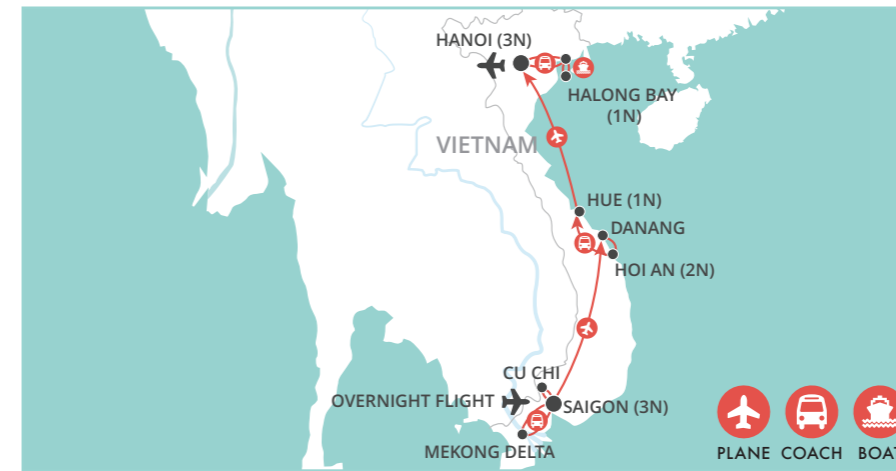 HANOI (3N)
HALONG BAY
(1N)
VIETNAM
HUE (1N)
DANANG
HOI AN (2N)
CU CHI
OVERNIGHT FLIGHT
SAIGON (3N)
MEKONG DELTA
PLANE COACH BOAT